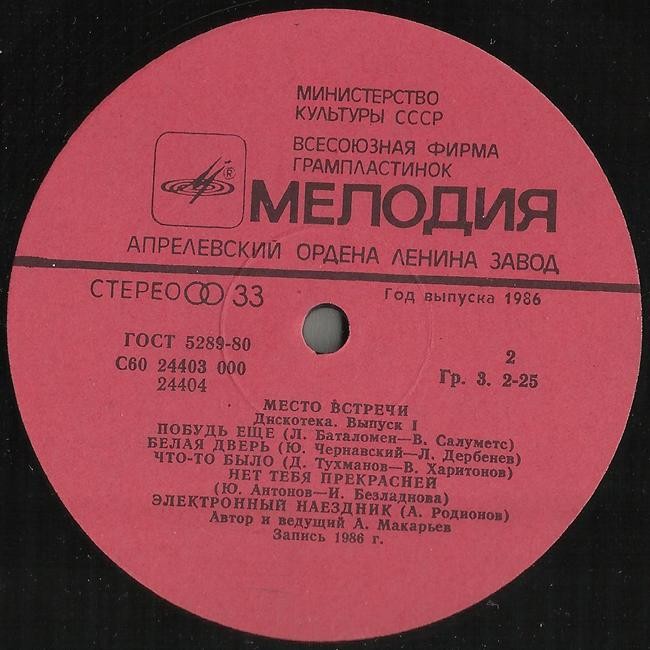 МИНИСТЕРСТВО
КУЛЬТУРЫ СССР
ВСЕСОЮЗНАЯ ФИРМА
ГРАМПЛАСТИНОК
®
МЕЛОДИЯ
АПРЕЛЕВСКИЙ ОРДЕНА ЛЕНИНА ЗАВОД
СТЕРЕО 33
Год выпуска 1986
ГОСТ 5289-80
С60 24403 000
24404
2
Гр. 3. 2-25
МЕСТО ВСТРЕЧИ
Дискотека. Выпуск I
ПОБУДЬ ЕЩЕ (Л. Баталомен—В. Салуметс)
БЕЛАЯ ДВЕРЬ (Ю. Чернавский—Л. Дербенев)
ЧТО-ТО БЫЛО (Д. Тухманов—В. Харитонов)
НЕТ ТЕБЯ ПРЕКРАСНЕЙ
(Ю. Антонов—И. Безладнова)
ЭЛЕКТРОННЫЙ НАЕЗДНИК (А. Родионов)
Автор и ведущий А. Макарьев
Запись 1986 г.